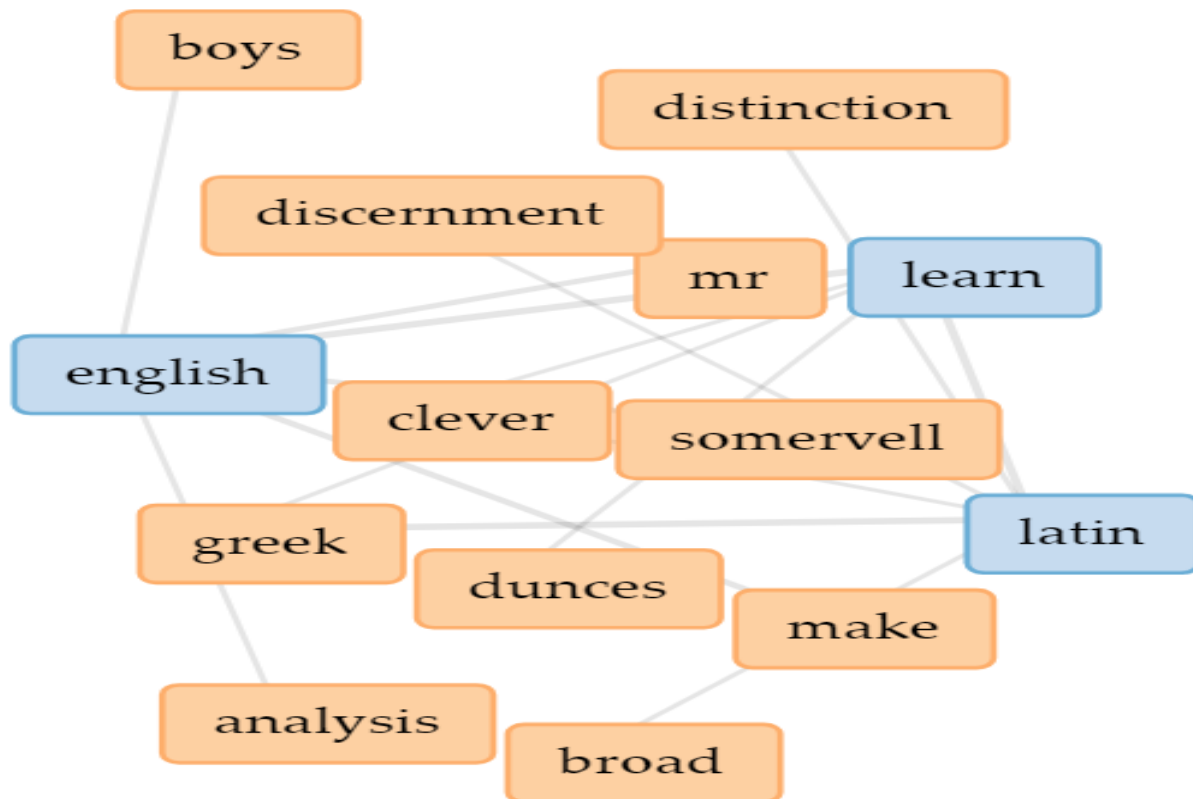 boys
distinction
discernment
mr
learn
english
clever
somervell
greek
latin
dunces
make
analysis
broad